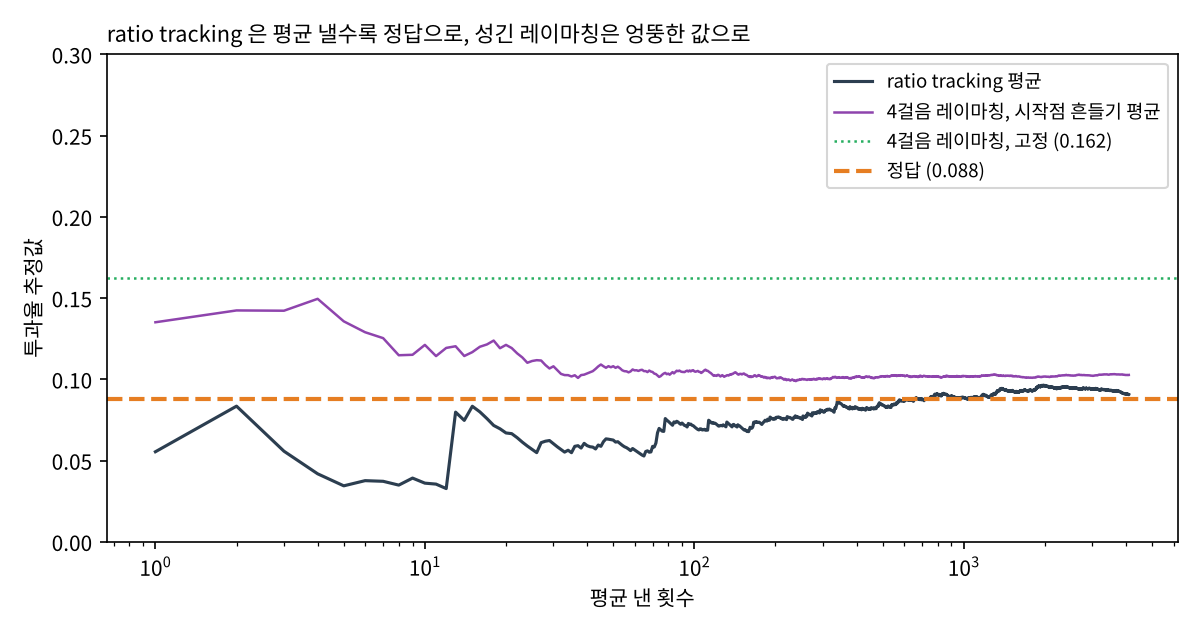 ratio tracking 은 평균 낼수록 정답으로, 성긴 레이마칭은 엉뚱한 값으로
0.30
0.25
0.20
0.15
0.10
0.05
0.00
투과율 추정값
ratio tracking 평균
4걸음 레이마칭, 시작점 흔들기 평균
4걸음 레이마칭, 고정 (0.162)
정답 (0.088)
10⁰ 10¹ 10² 10³
평균 낸 횟수